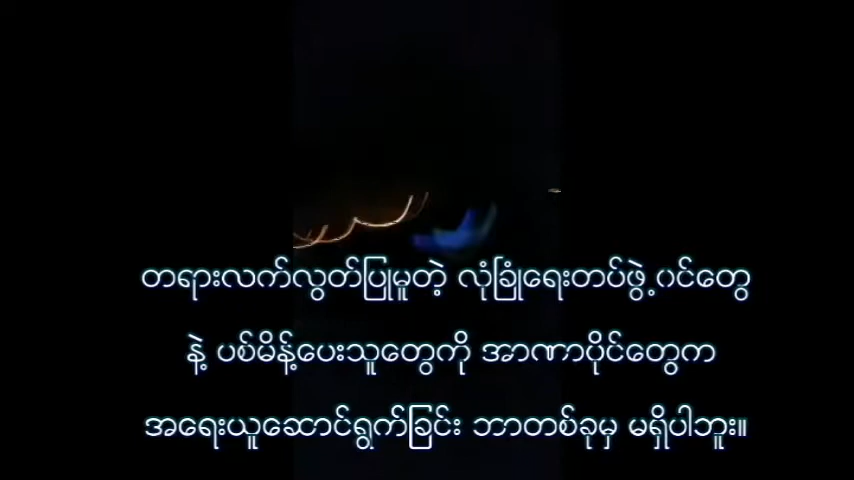 တရားလက်လွတ်ပြုမူတဲ့ လုံခြုံရေးတပ်ဖွဲ့ဝင်တွေ
နဲ့ ပစ်မိန့်ပေးသူတွေကို အာဏာပိုင်တွေက
အရေးယူဆောင်ရွက်ခြင်း ဘာတစ်ခုမှ မရှိပါဘူး။